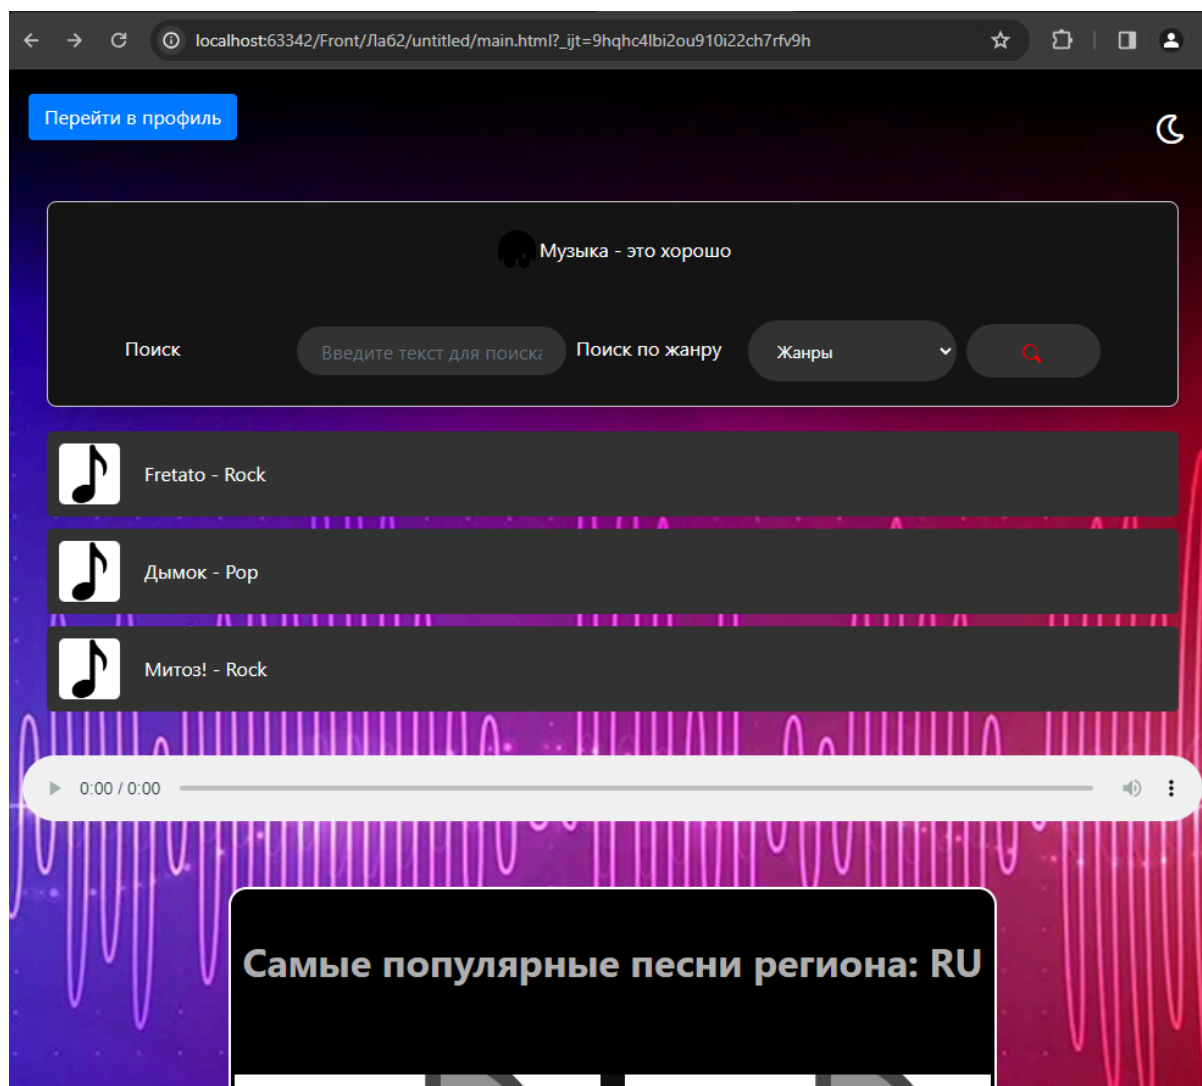 localhost:63342/Front/Ла62/untitled/main.html?_ijt=9hqhc4lbi2ou910i22ch7rfv9h
Перейти в профиль
Музыка - это хорошо
Поиск
Введите текст для поиска
Поиск по жанру
Жанры
Fretato - Rock
Дымок - Pop
Митоз! - Rock
0:00 / 0:00
Самые популярные песни региона: RU